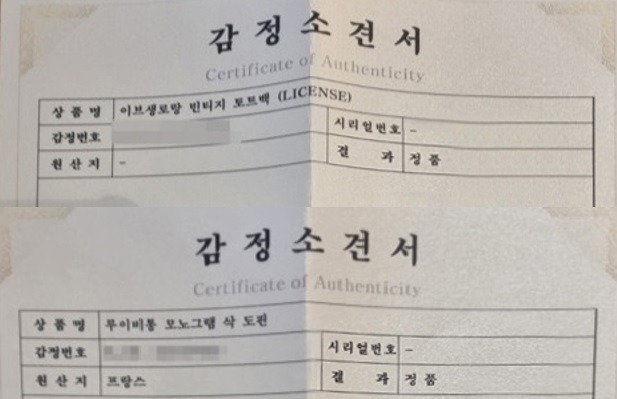 감정소견서
Certificate of Authenticity
상 품 명 이브생로랑 빈티지 토트백 (LICENSE)
감정번호 시리얼번호 -
원 산 지 - 결 과 정 품
감정소견서
Certificate of Authenticity
상 품 명 루이비통 모노그램 삭 도판
감정번호 시리얼번호 -
원 산 지 프랑스 결 과 정 품